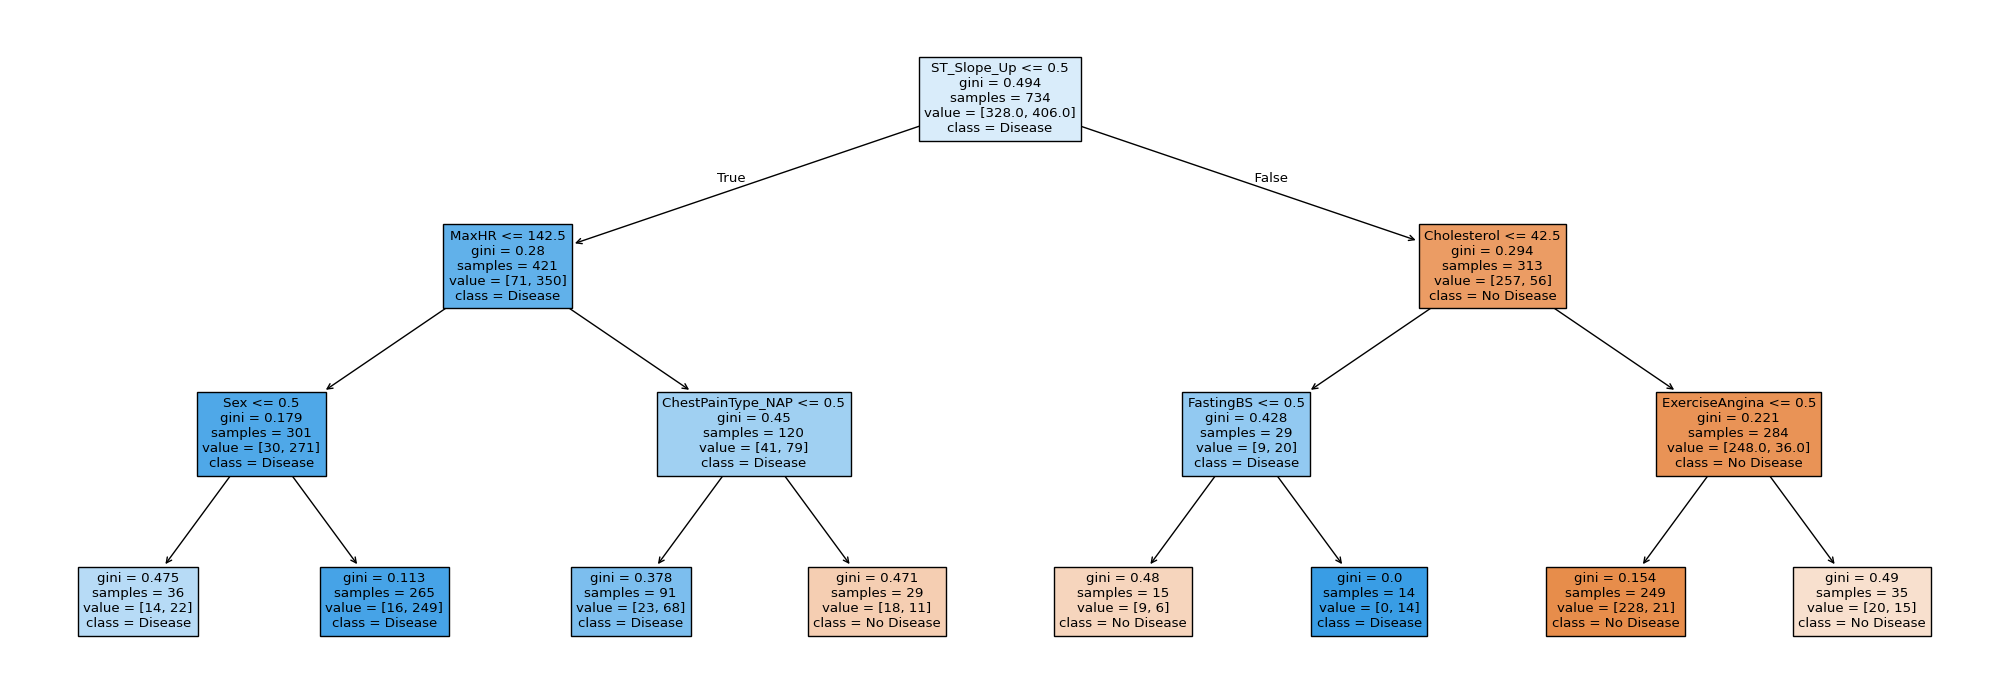 ST_Slope_Up <= 0.5
gini = 0.494
samples = 734
value = [328.0, 406.0]
class = Disease
True
False
MaxHR <= 142.5
gini = 0.28
samples = 421
value = [71, 350]
class = Disease
Cholesterol <= 42.5
gini = 0.294
samples = 313
value = [257, 56]
class = No Disease
Sex <= 0.5
gini = 0.179
samples = 301
value = [30, 271]
class = Disease
ChestPainType_NAP <= 0.5
gini = 0.45
samples = 120
value = [41, 79]
class = Disease
FastingBS <= 0.5
gini = 0.428
samples = 29
value = [9, 20]
class = Disease
ExerciseAngina <= 0.5
gini = 0.221
samples = 284
value = [248.0, 36.0]
class = No Disease
gini = 0.475
samples = 36
value = [14, 22]
class = Disease
gini = 0.113
samples = 265
value = [16, 249]
class = Disease
gini = 0.378
samples = 91
value = [23, 68]
class = Disease
gini = 0.471
samples = 29
value = [18, 11]
class = No Disease
gini = 0.48
samples = 15
value = [9, 6]
class = No Disease
gini = 0.0
samples = 14
value = [0, 14]
class = Disease
gini = 0.154
samples = 249
value = [228, 21]
class = No Disease
gini = 0.49
samples = 35
value = [20, 15]
class = No Disease